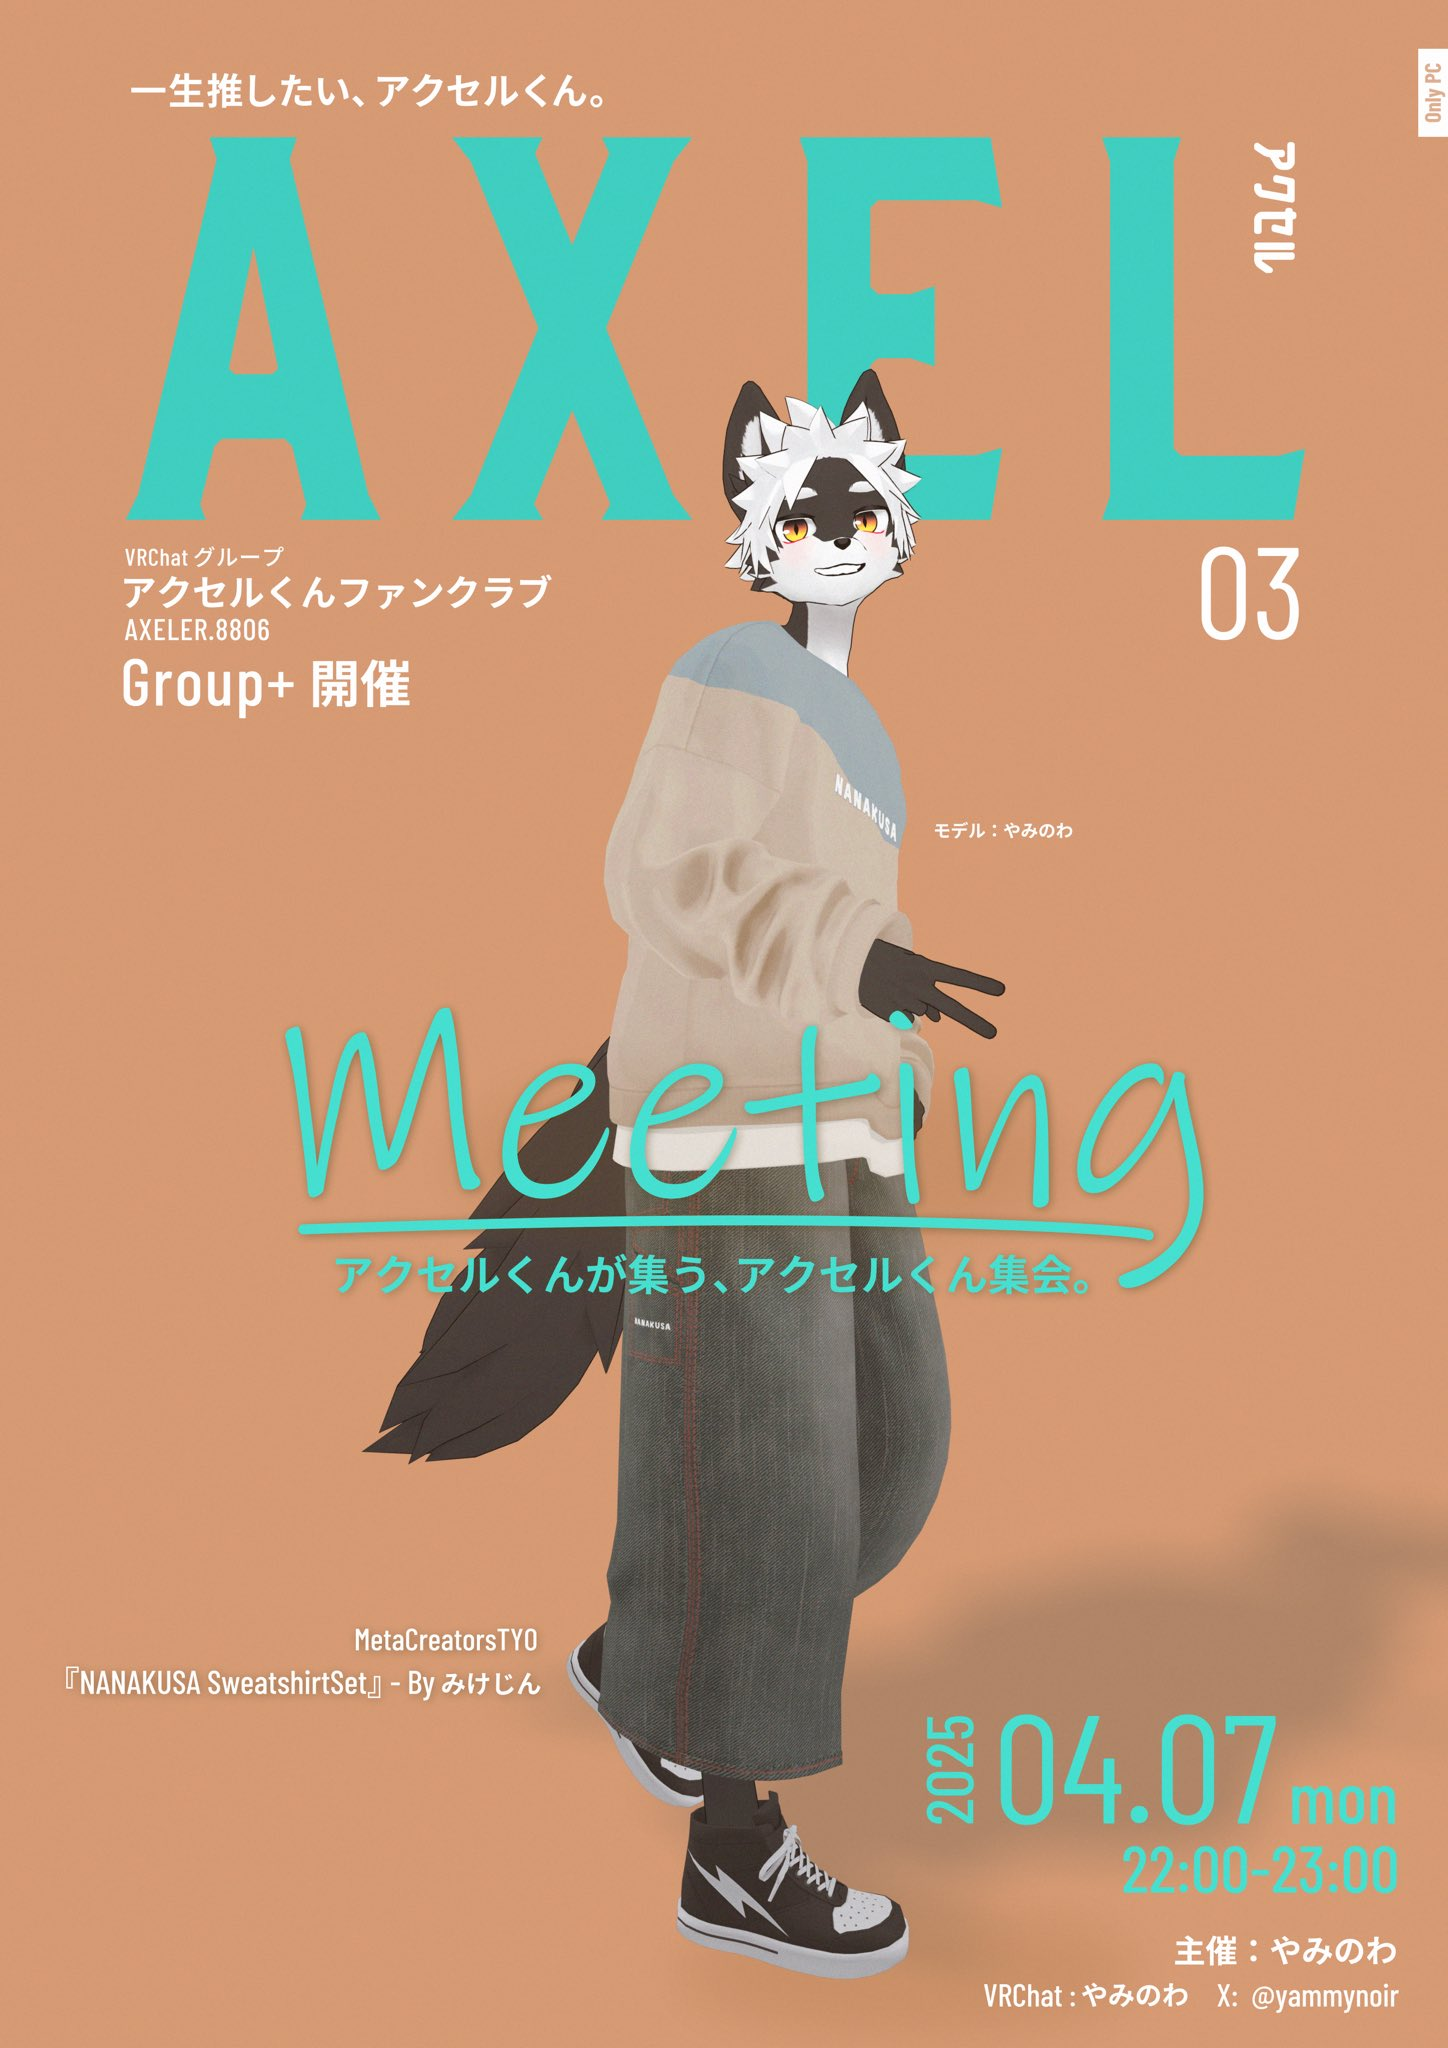 Only PC
一生推したい、アクセルくん。
AXEL
アクセル
03
VRChat グループ
アクセルくんファンクラブ
AXELER.8806
Group+ 開催
NANAKUSA
モデル：やみのわ
Meeting
アクセルくんが集う、アクセルくん集会。
NANAKUSA
MetaCreatorsTYO
『NANAKUSA SweatshirtSet』 - By みけじん
2025 04.07 mon
22:00-23:00
主催：やみのわ
VRChat : やみのわ X: @yammynoir